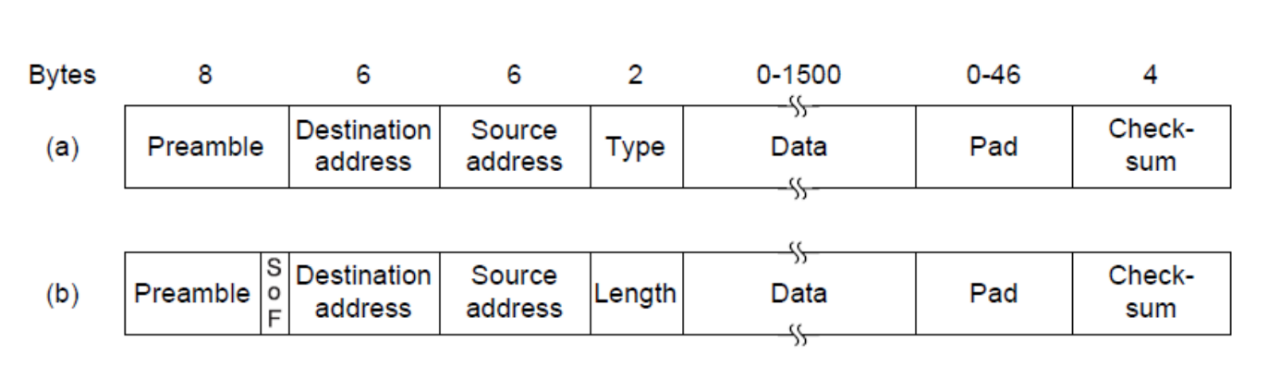 Bytes 8 6 6 2 0-1500 0-46 4
(a) Preamble Destination address Source address Type Data Pad Check-sum
(b) Preamble SoF Destination address Source address Length Data Pad Check-sum